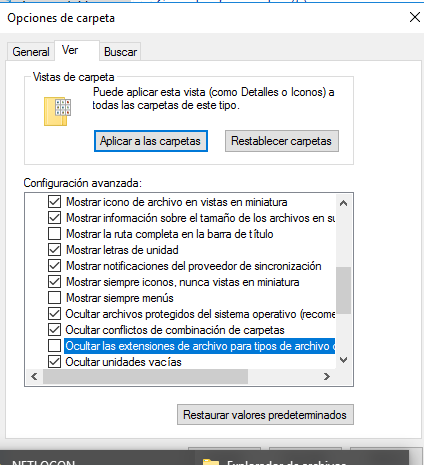 Opciones de carpeta
General
Ver
Buscar
Vistas de carpeta
Puede aplicar esta vista (como Detalles o Iconos) a
todas las carpetas de este tipo.
Aplicar a las carpetas
Restablecer carpetas
Configuración avanzada:
Mostrar icono de archivo en vistas en miniatura
Mostrar información sobre el tamaño de los archivos en su
Mostrar la ruta completa en la barra de título
Mostrar letras de unidad
Mostrar notificaciones del proveedor de sincronización
Mostrar siempre iconos, nunca vistas en miniatura
Mostrar siempre menús
Ocultar archivos protegidos del sistema operativo (recome
Ocultar conflictos de combinación de carpetas
Ocultar las extensiones de archivo para tipos de archivo
Ocultar unidades vacías
Restaurar valores predeterminados
NETLOGON
Explorador de archivos